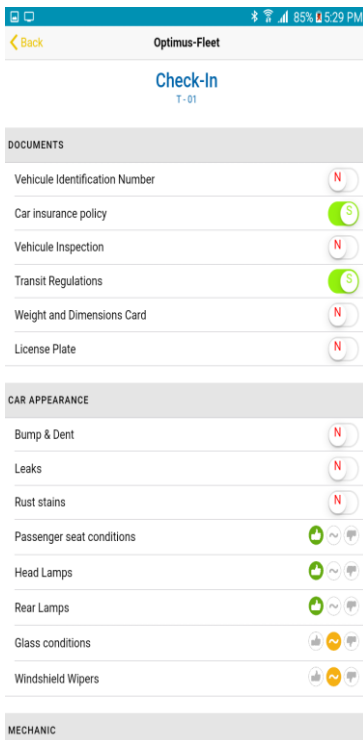 85% 5:29 PM
Back
Optimus-Fleet
Check-In
T - 01
DOCUMENTS
Vehicule Identification Number N
Car insurance policy S
Vehicule Inspection N
Transit Regulations S
Weight and Dimensions Card N
License Plate N
CAR APPEARANCE
Bump & Dent N
Leaks N
Rust stains N
Passenger seat conditions
Head Lamps
Rear Lamps
Glass conditions
Windshield Wipers
MECHANIC